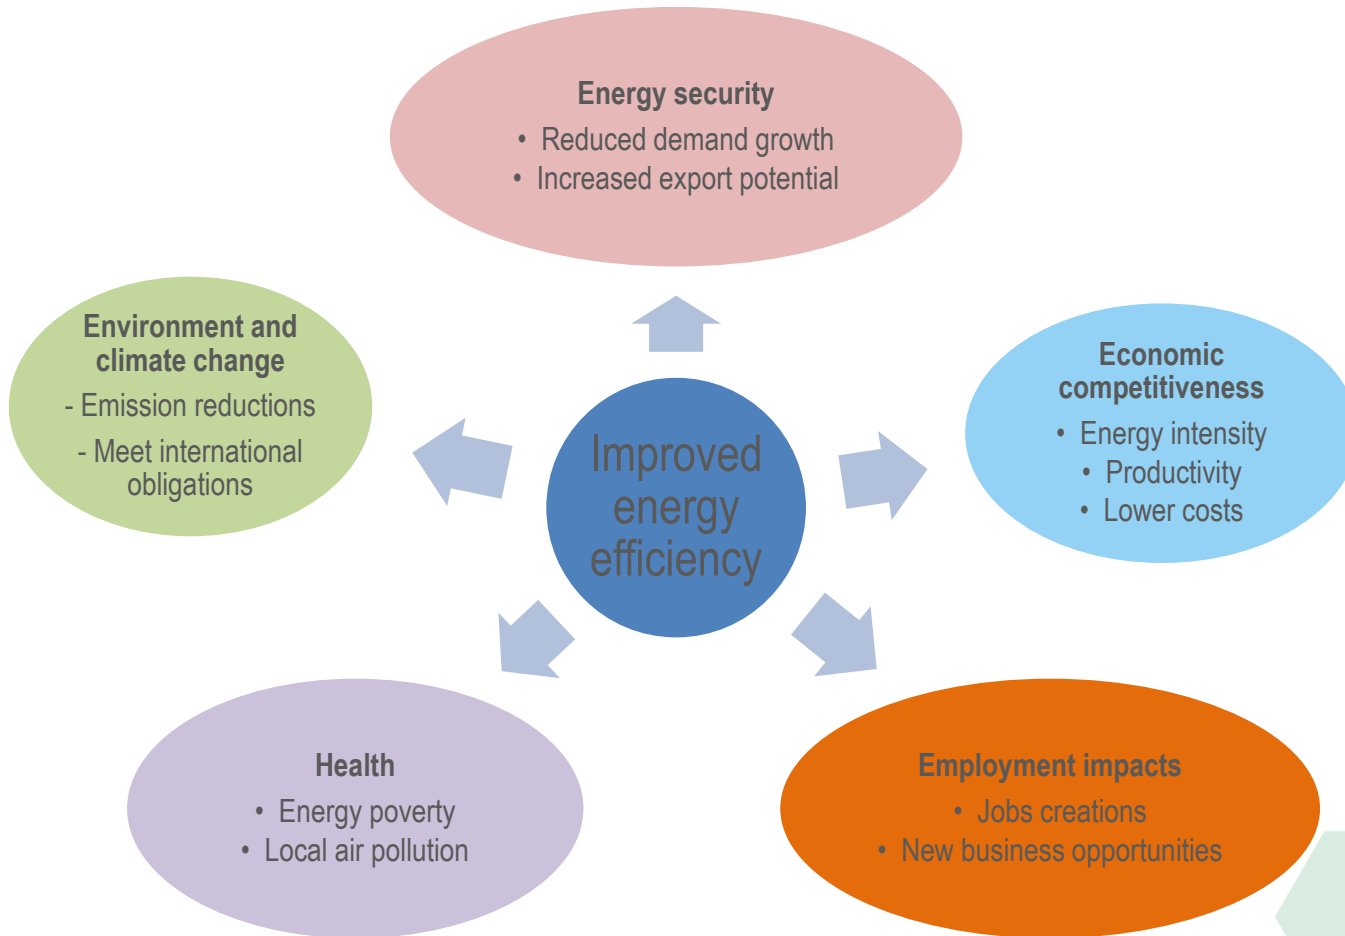 Energy security
• Reduced demand growth
• Increased export potential
Environment and
climate change
- Emission reductions
- Meet international
obligations
Economic
competitiveness
• Energy intensity
• Productivity
• Lower costs
Improved
energy
efficiency
Health
• Energy poverty
• Local air pollution
Employment impacts
• Jobs creations
• New business opportunities